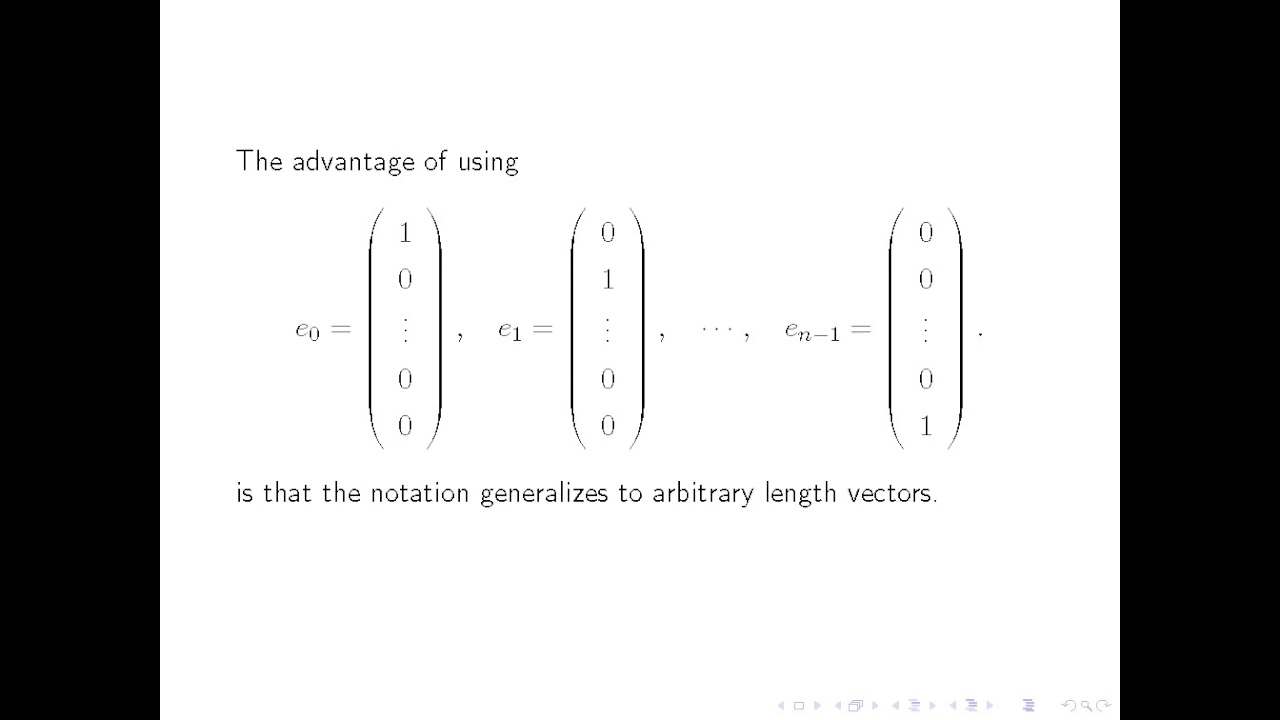 The advantage of using
e₀ = (1 0 ⋮ 0 0), e₁ = (0 1 ⋮ 0 0), ⋯, eₙ₋₁ = (0 0 ⋮ 0 1).
is that the notation generalizes to arbitrary length vectors.